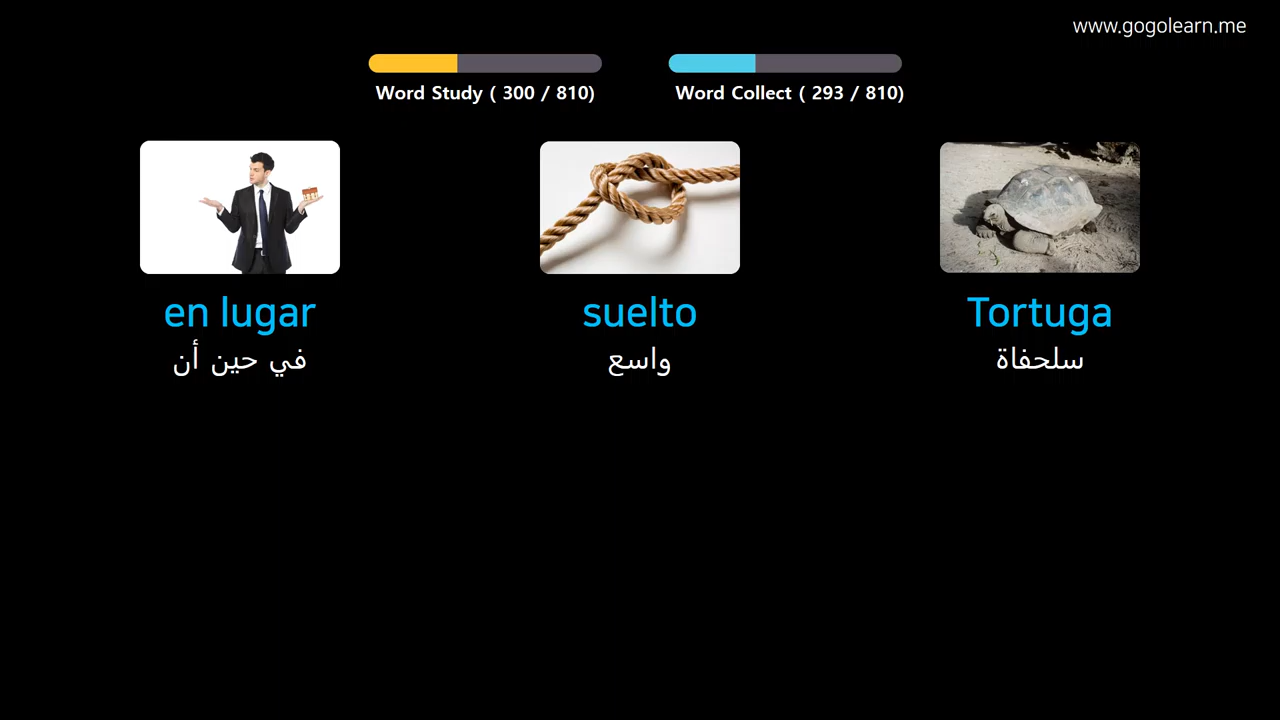 www.gogolearn.me
Word Study ( 300 / 810)
Word Collect ( 293 / 810)
en lugar
في حين أن
suelto
واسع
Tortuga
سلحفاة